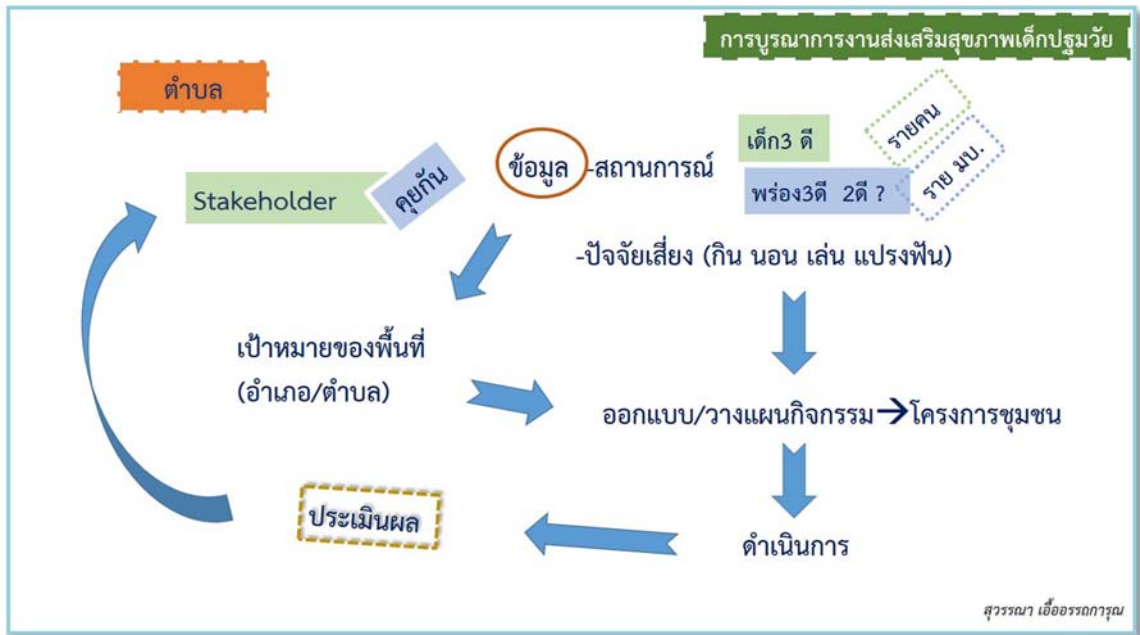 การบูรณาการงานส่งเสริมสุขภาพเด็กปฐมวัย
ตำบล
Stakeholder
คุยกัน
ข้อมูล -สถานการณ์
เด็ก3 ดี
พร่อง3ดี 2ดี ?
รายคน
ราย มบ.
-ปัจจัยเสี่ยง (กิน นอน เล่น แปรงฟัน)
เป้าหมายของพื้นที่
(อำเภอ/ตำบล)
ออกแบบ/วางแผนกิจกรรม→โครงการชุมชน
ประเมินผล
ดำเนินการ
สุวรรณา เอื้ออรรถการุณ